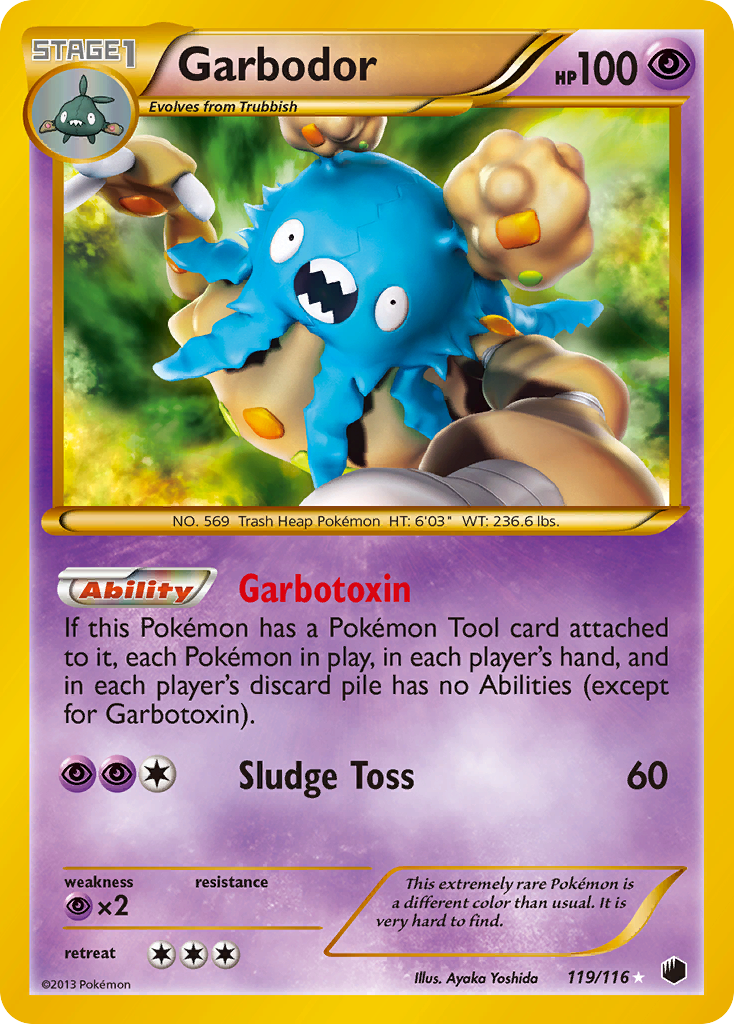 STAGE1
Garbodor
HP100
Evolves from Trubbish
NO. 569 Trash Heap Pokémon HT: 6'03" WT: 236.6 lbs.
Ability Garbotoxin
If this Pokémon has a Pokémon Tool card attached
to it, each Pokémon in play, in each player's hand, and
in each player's discard pile has no Abilities (except
for Garbotoxin).
Sludge Toss 60
weakness resistance
×2
This extremely rare Pokémon is
a different color than usual. It is
very hard to find.
retreat
©2013 Pokémon
Illus. Ayaka Yoshida 119/116